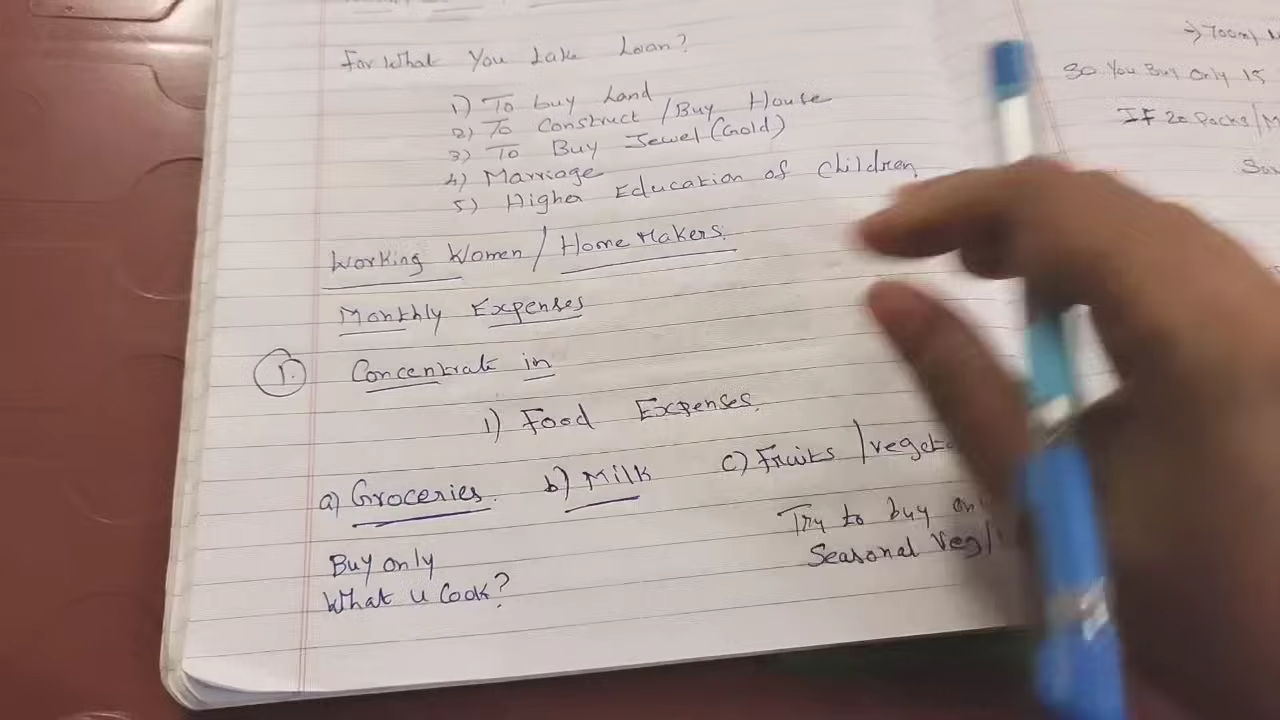 For What You take Loan?
1) To buy Land
2) To Construct / Buy House
3) To Buy Jewel (Gold)
4) Marriage
5) Higher Education of Children
Working Women / Home Makers.
Monthly Expenses
1. Concentrate in
1) Food Expenses.
a) Groceries. b) Milk c) Fruits /
Buy only
What u Cook?
Try to buy
Seasonal Veg/
So You Buy Only 15
If 20 Packs/M